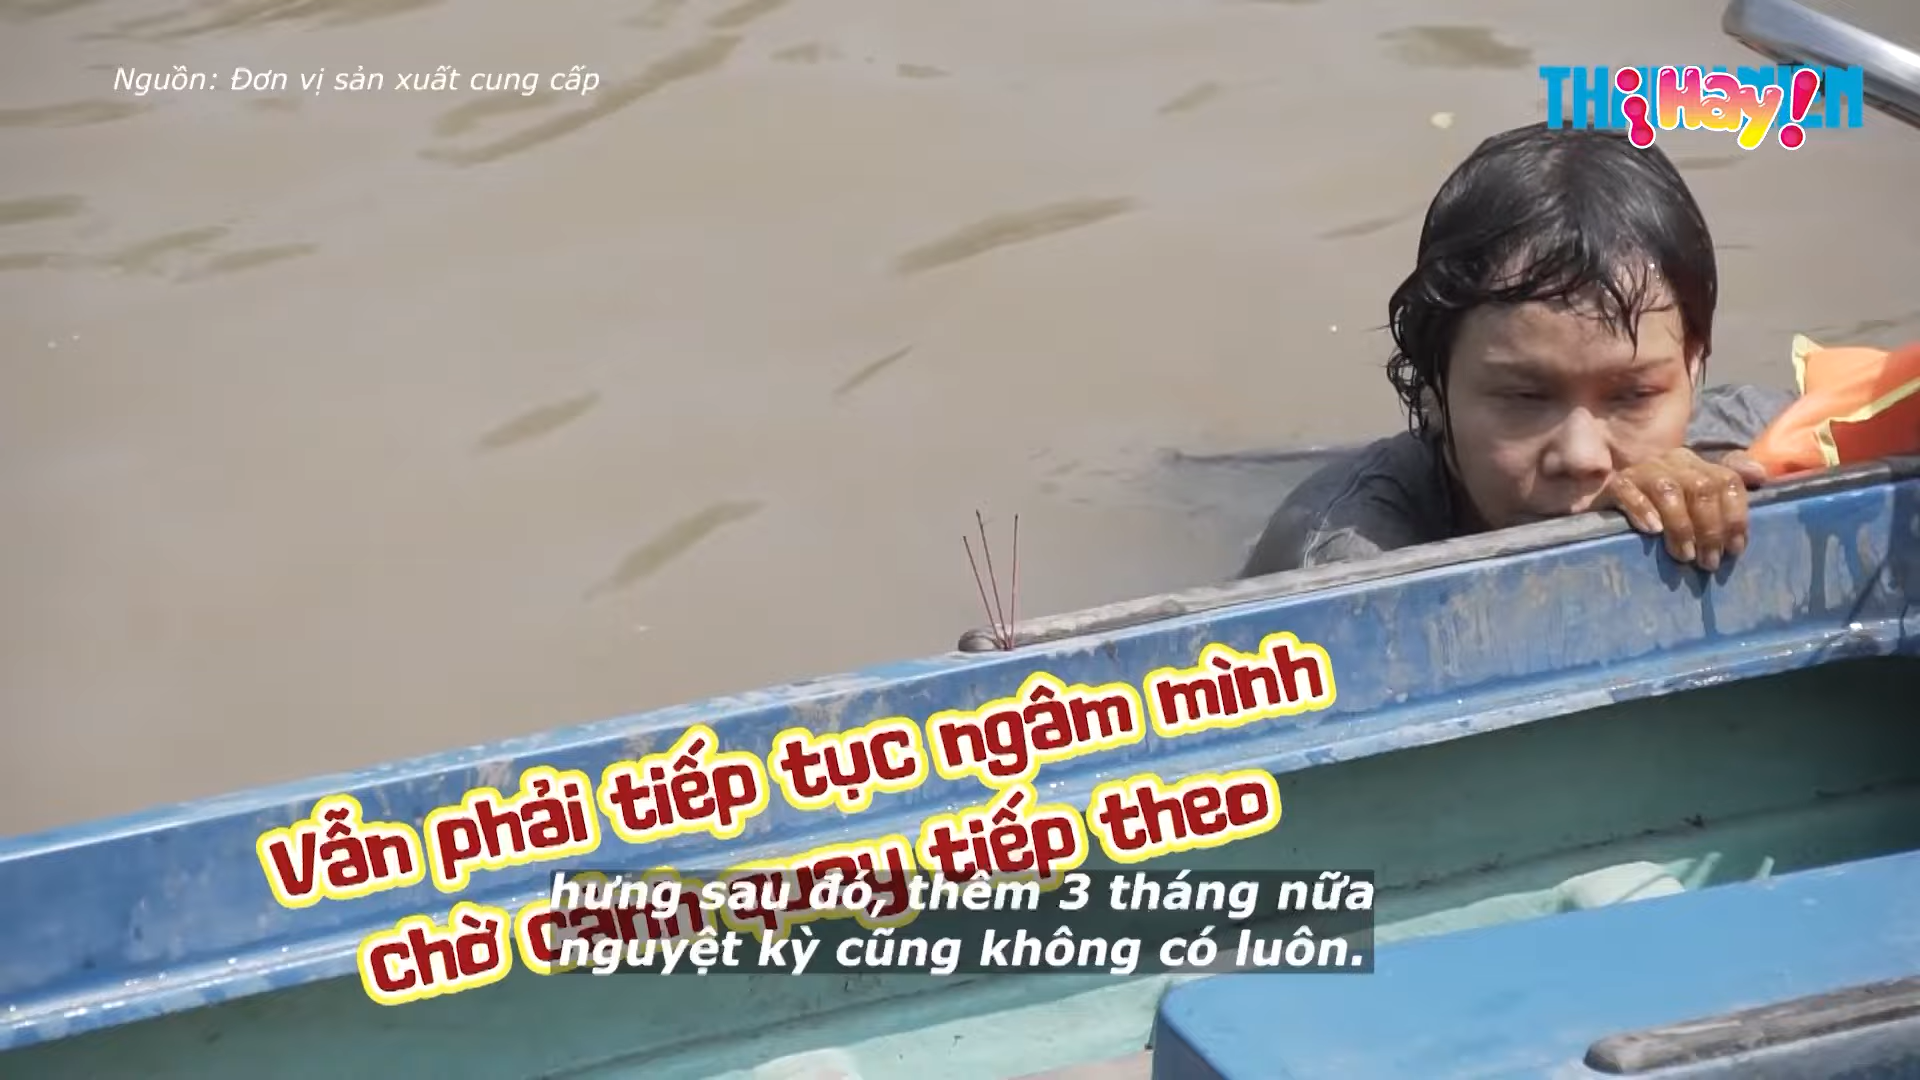 Nguồn: Đơn vị sản xuất cung cấp
Hay!
Vẫn phải tiếp tục ngâm mình
chờ cảnh quay tiếp theo
hưng sau đó, thêm 3 tháng nữa
nguyệt kỳ cũng không có luôn.